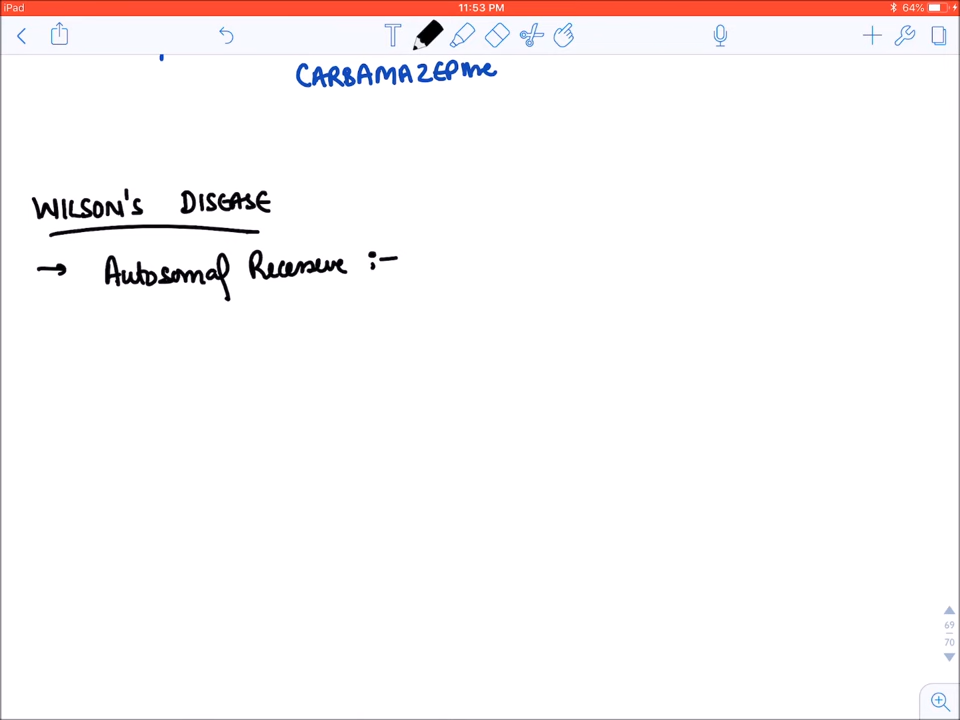 iPad 11:53 PM 64%
T
CARBAMAZEPINE
WILSON'S DISEASE
→ Autosomal Recessive :-
69
70